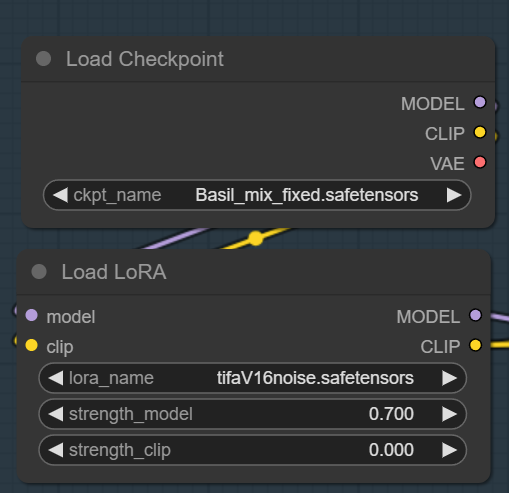 Load Checkpoint
MODEL
CLIP
VAE
ckpt_name Basil_mix_fixed.safetensors
Load LoRA
model MODEL
clip CLIP
lora_name tifaV16noise.safetensors
strength_model 0.700
strength_clip 0.000